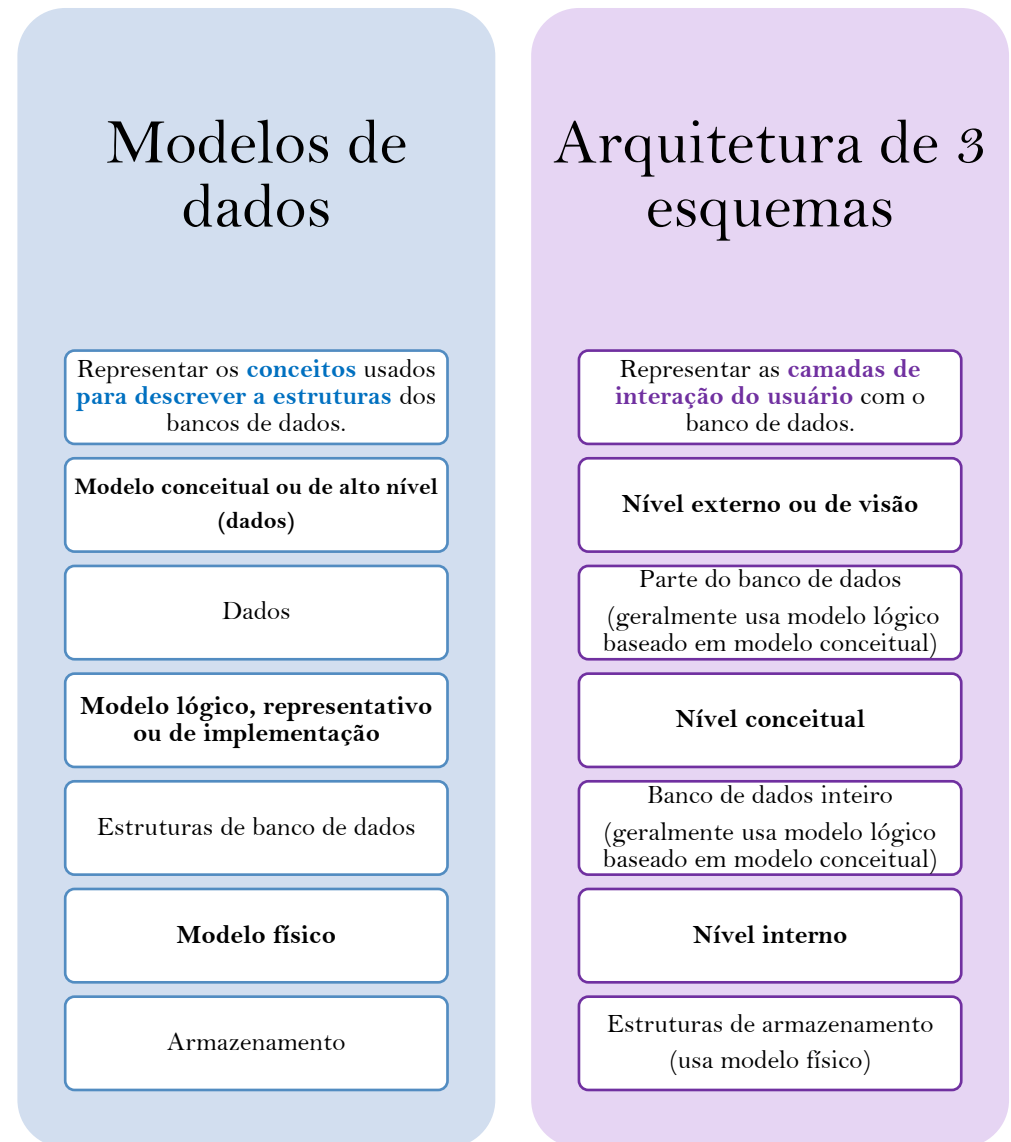 Modelos de
dados
Representar os conceitos usados
para descrever a estruturas dos
bancos de dados.
Modelo conceitual ou de alto nível
(dados)
Dados
Modelo lógico, representativo
ou de implementação
Estruturas de banco de dados
Modelo físico
Armazenamento
Arquitetura de 3
esquemas
Representar as camadas de
interação do usuário com o
banco de dados.
Nível externo ou de visão
Parte do banco de dados
(geralmente usa modelo lógico
baseado em modelo conceitual)
Nível conceitual
Banco de dados inteiro
(geralmente usa modelo lógico
baseado em modelo conceitual)
Nível interno
Estruturas de armazenamento
(usa modelo físico)